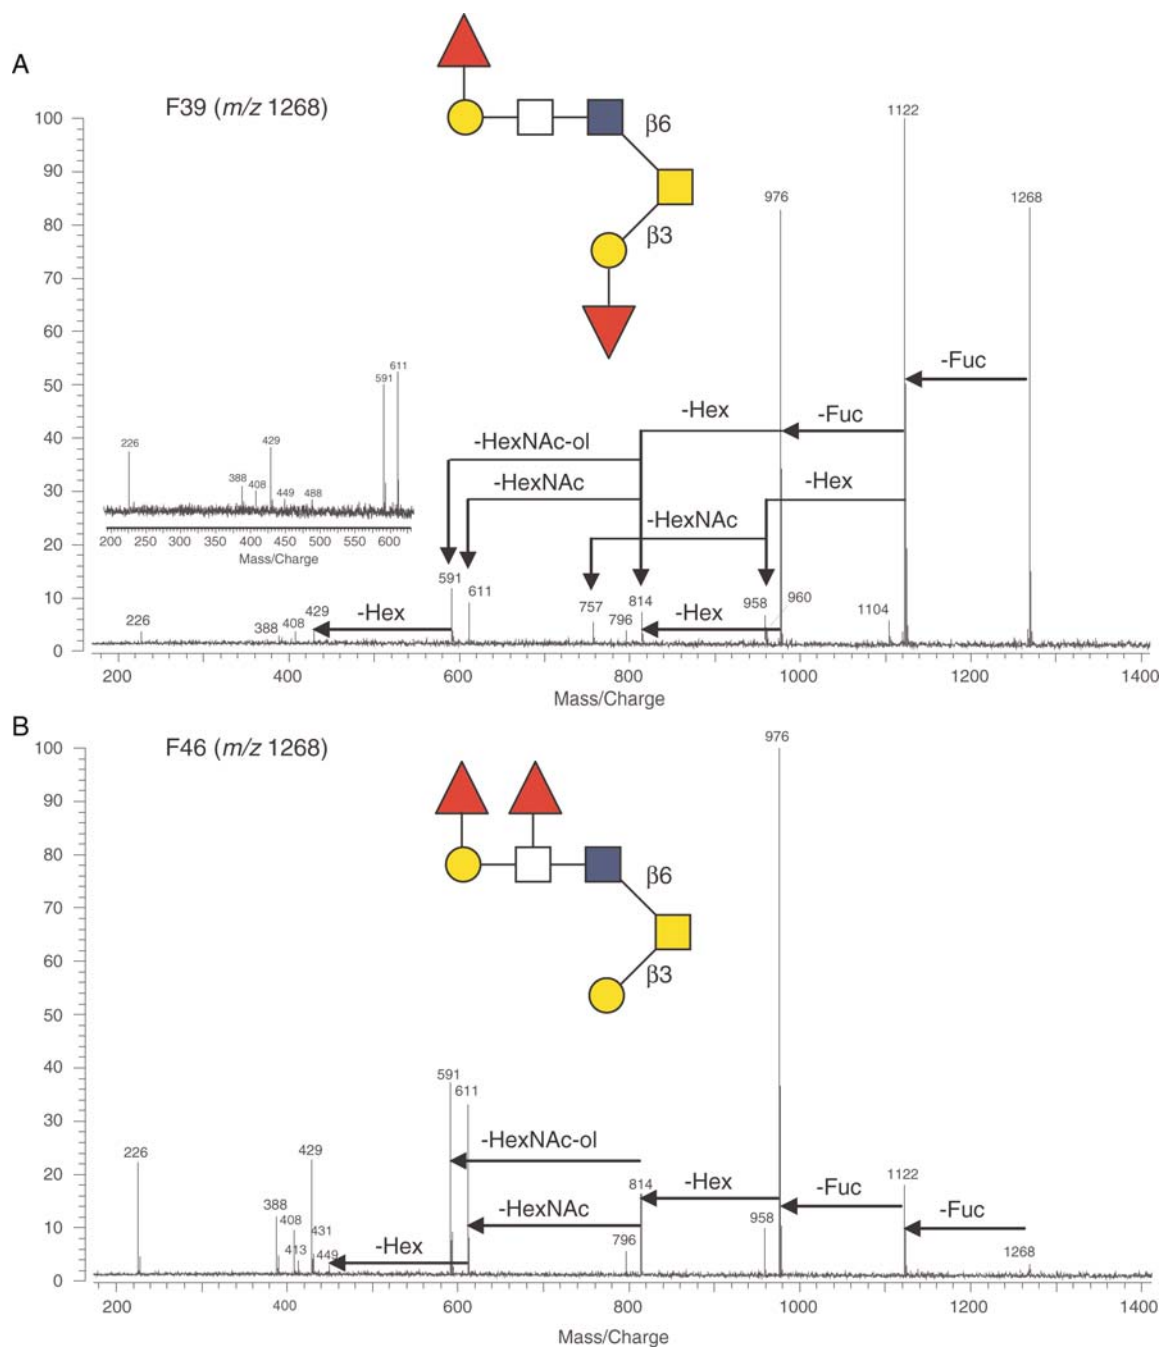 A
F39 (m/z 1268)
β6
β3
100
90
80
70
60
50
40
30
20
10
0
1122
976
1268
-Fuc
-Hex
-Fuc
-HexNAc-ol
-HexNAc
-Hex
-HexNAc
591
611
757
796
814
958
960
1104
-Hex
-Hex
226
388
408
429
200 400 600 800 1000 1200 1400
Mass/Charge
226
388
408
429
449
488
591
611
200 250 300 350 400 450 500 550 600
Mass/Charge
B
F46 (m/z 1268)
β6
β3
100
90
80
70
60
50
40
30
20
10
0
976
591
611
-HexNAc-ol
226
429
814
-Hex
-Fuc
1122
-Fuc
388
408
431
413
449
-Hex
-HexNAc
796
958
1268
200 400 600 800 1000 1200 1400
Mass/Charge